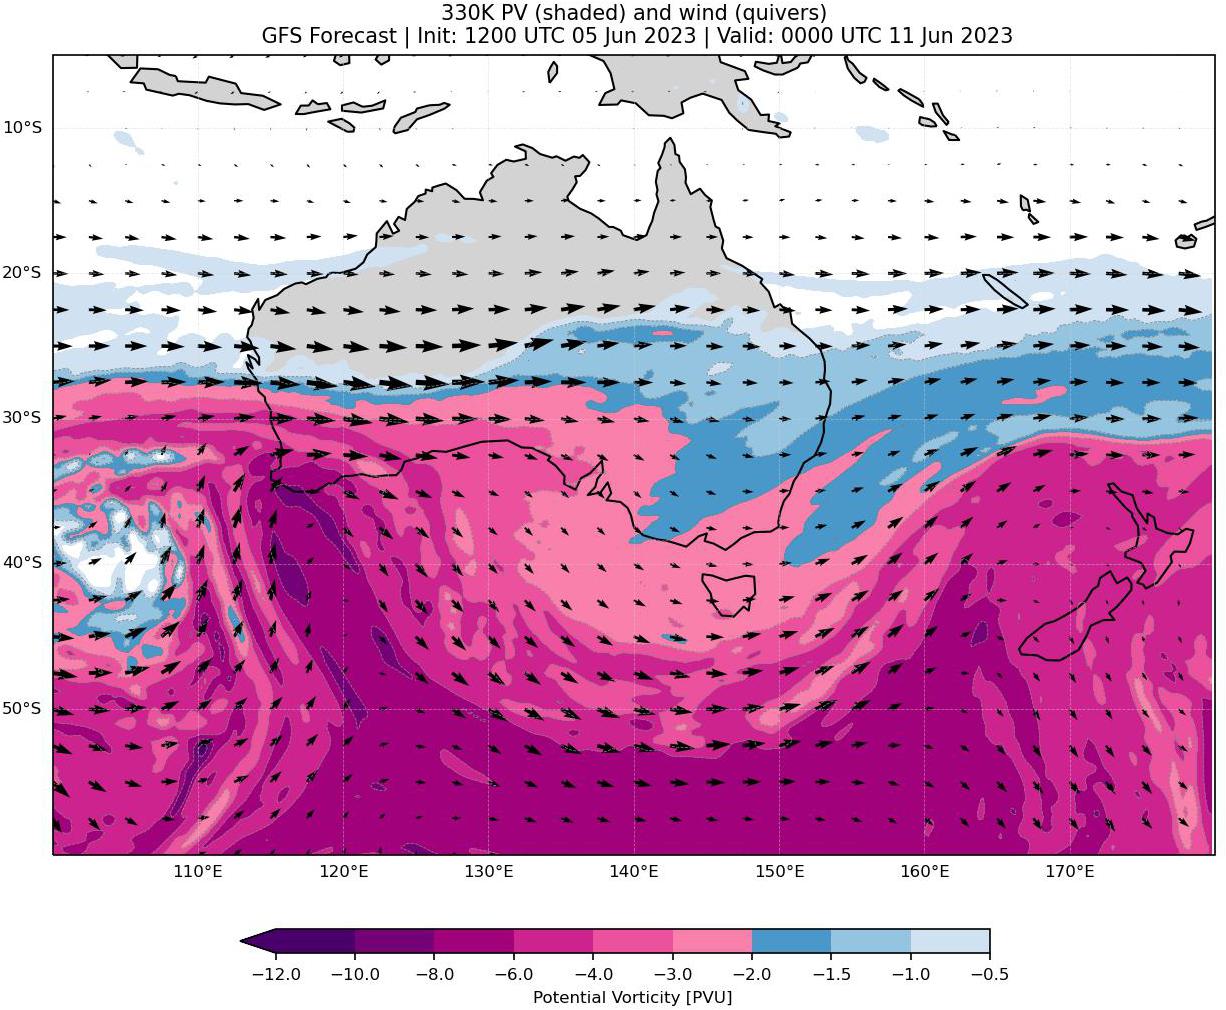 330K PV (shaded) and wind (quivers)
GFS Forecast | Init: 1200 UTC 05 Jun 2023 | Valid: 0000 UTC 11 Jun 2023
10°S
20°S
30°S
40°S
50°S
110°E 120°E 130°E 140°E 150°E 160°E 170°E
−12.0 −10.0 −8.0 −6.0 −4.0 −3.0 −2.0 −1.5 −1.0 −0.5
Potential Vorticity [PVU]